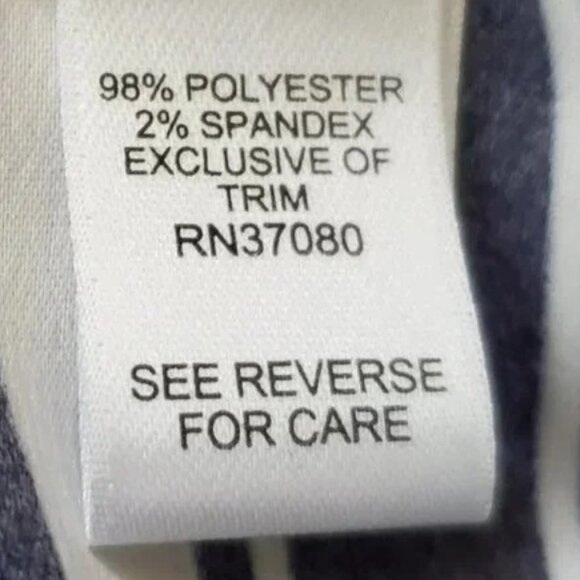 98% POLYESTER
2% SPANDEX
EXCLUSIVE OF
TRIM
RN37080
SEE REVERSE
FOR CARE